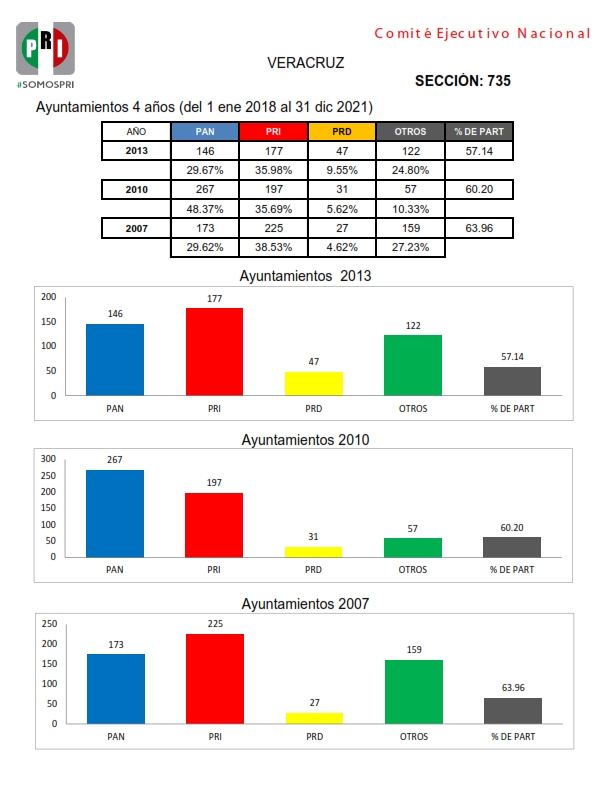 Comité Ejecutivo Nacional
PRI
#SOMOSPRI
VERACRUZ
SECCIÓN: 735
Ayuntamientos 4 años (del 1 ene 2018 al 31 dic 2021)
AÑO PAN PRI PRD OTROS % DE PART
2013 146 177 47 122 57.14
29.67% 35.98% 9.55% 24.80%
2010 267 197 31 57 60.20
48.37% 35.69% 5.62% 10.33%
2007 173 225 27 159 63.96
29.62% 38.53% 4.62% 27.23%
Ayuntamientos 2013
200
150
100
50
0
146 177 47 122 57.14
PAN PRI PRD OTROS % DE PART
Ayuntamientos 2010
300
250
200
150
100
50
0
267 197 31 57 60.20
PAN PRI PRD OTROS % DE PART
Ayuntamientos 2007
250
200
150
100
50
0
173 225 27 159 63.96
PAN PRI PRD OTROS % DE PART